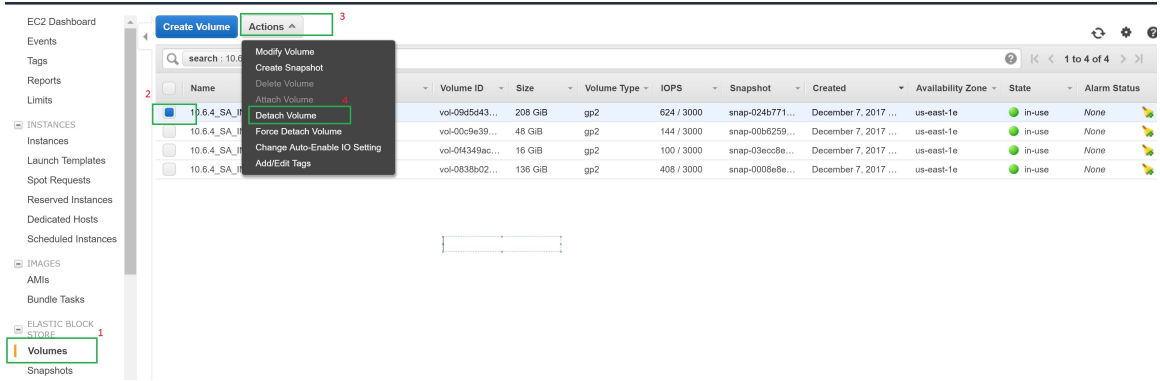 EC2 Dashboard
Events
Tags
Reports
Limits
INSTANCES
Instances
Launch Templates
Spot Requests
Reserved Instances
Dedicated Hosts
Scheduled Instances
IMAGES
AMIs
Bundle Tasks
ELASTIC BLOCK
STORE
1
Volumes
Snapshots
Create Volume Actions 3
search : 10.6 1 to 4 of 4
Modify Volume
Create Snapshot
Delete Volume
Attach Volume 4
Detach Volume
Force Detach Volume
Change Auto-Enable IO Setting
Add/Edit Tags
2 Name Volume ID Size Volume Type IOPS Snapshot Created Availability Zone State Alarm Status
10.6.4_SA_I vol-09d5d43... 208 GiB gp2 624 / 3000 snap-024b771... December 7, 2017 ... us-east-1e in-use None
10.6.4_SA_I vol-00c9e39... 48 GiB gp2 144 / 3000 snap-00b6259... December 7, 2017 ... us-east-1e in-use None
10.6.4_SA_I vol-0f4349ac... 16 GiB gp2 100 / 3000 snap-03ecc8e... December 7, 2017 ... us-east-1e in-use None
10.6.4_SA_I vol-0838b02... 136 GiB gp2 408 / 3000 snap-0008e8e... December 7, 2017 ... us-east-1e in-use None